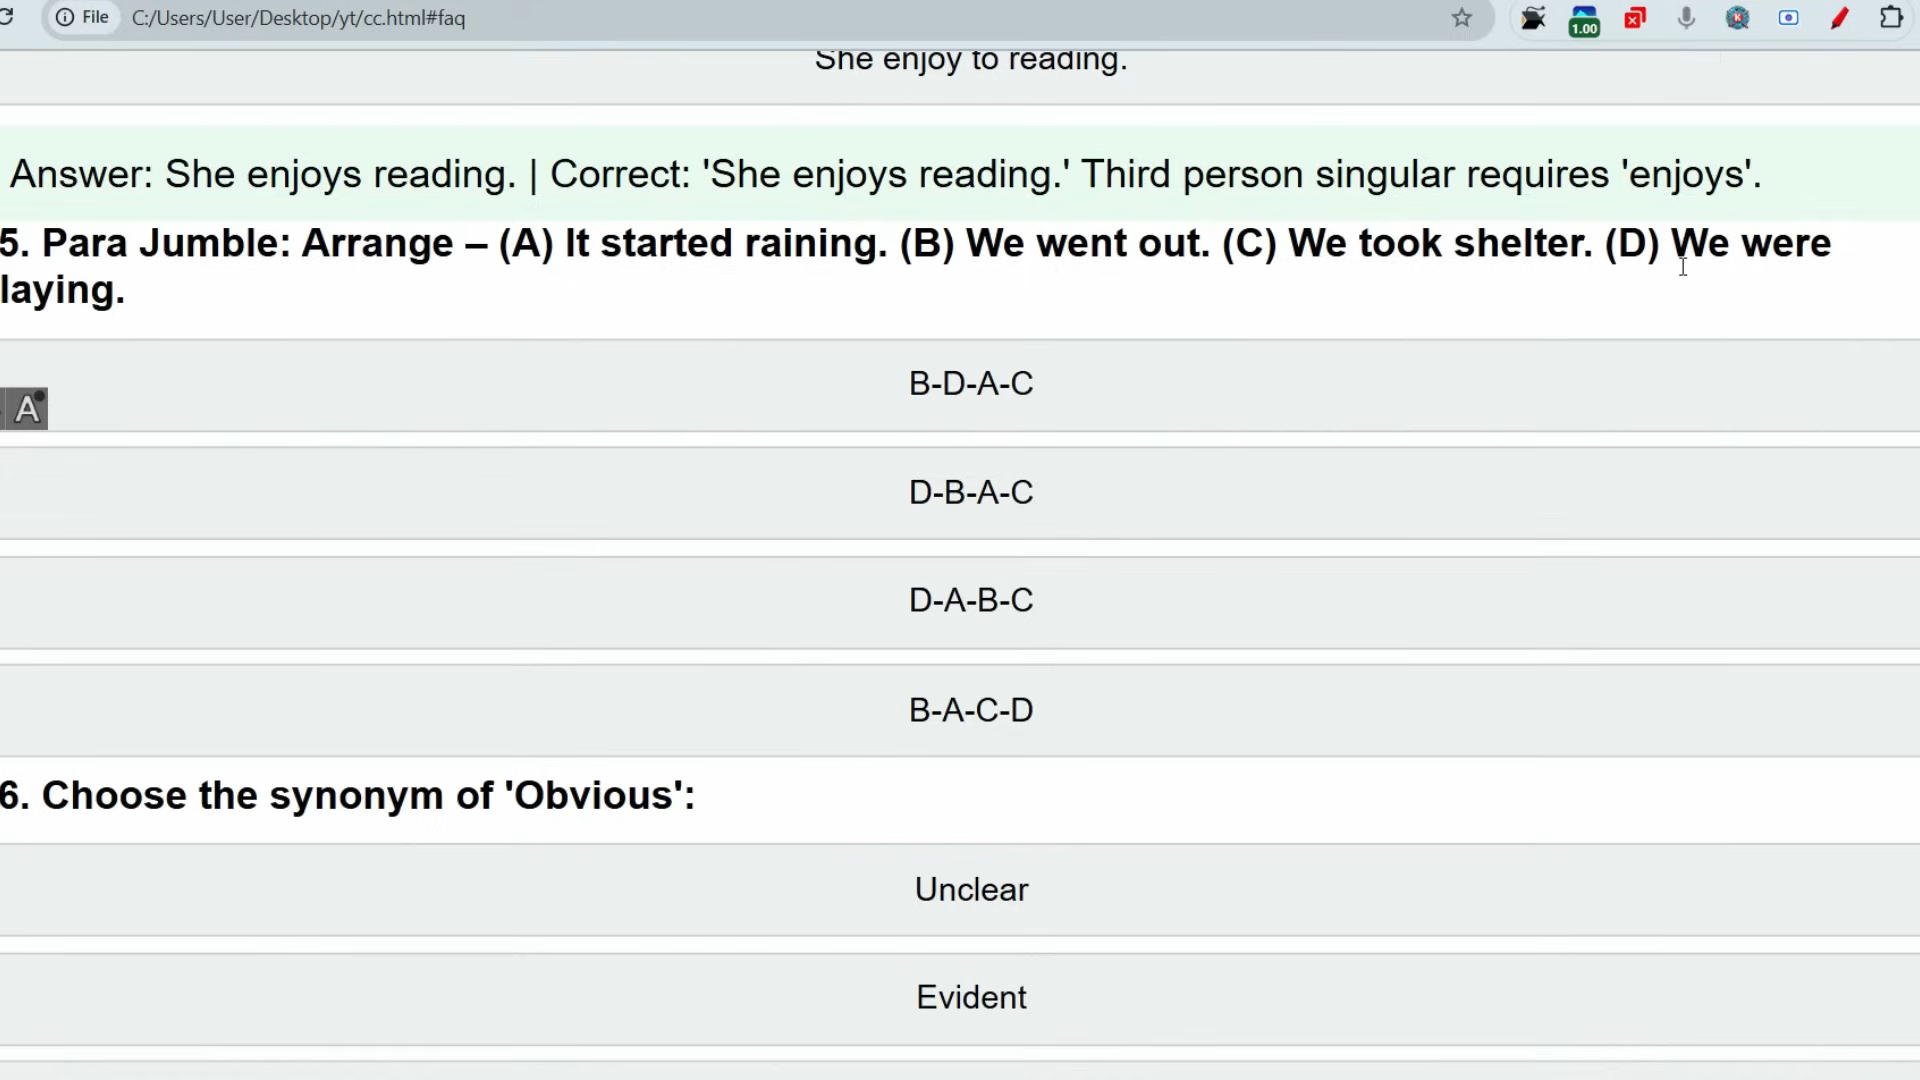 File C:/Users/User/Desktop/yt/cc.html#faq
1.00
She enjoy to reading.
Answer: She enjoys reading. | Correct: 'She enjoys reading.' Third person singular requires 'enjoys'.
5. Para Jumble: Arrange – (A) It started raining. (B) We went out. (C) We took shelter. (D) We were
laying.
B-D-A-C
A
D-B-A-C
D-A-B-C
B-A-C-D
6. Choose the synonym of 'Obvious':
Unclear
Evident